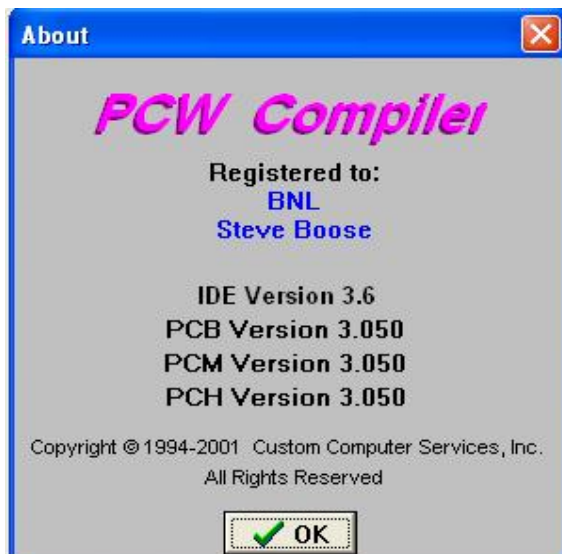 About
PCW Compiler
Registered to:
BNL
Steve Boose
IDE Version 3.6
PCB Version 3.050
PCM Version 3.050
PCH Version 3.050
Copyright © 1994-2001 Custom Computer Services, Inc.
All Rights Reserved
OK